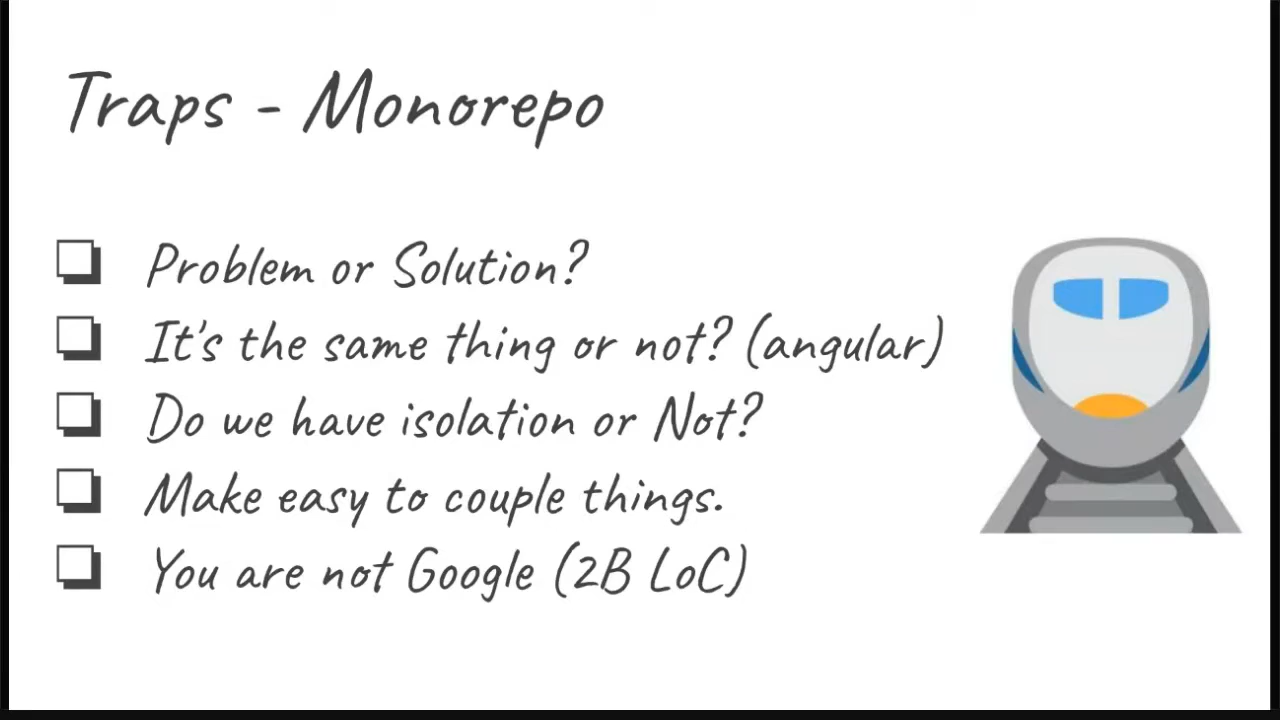 Traps - Monorepo
Problem or Solution?
It's the same thing or not? (angular)
Do we have isolation or Not?
Make easy to couple things.
You are not Google (2B LoC)